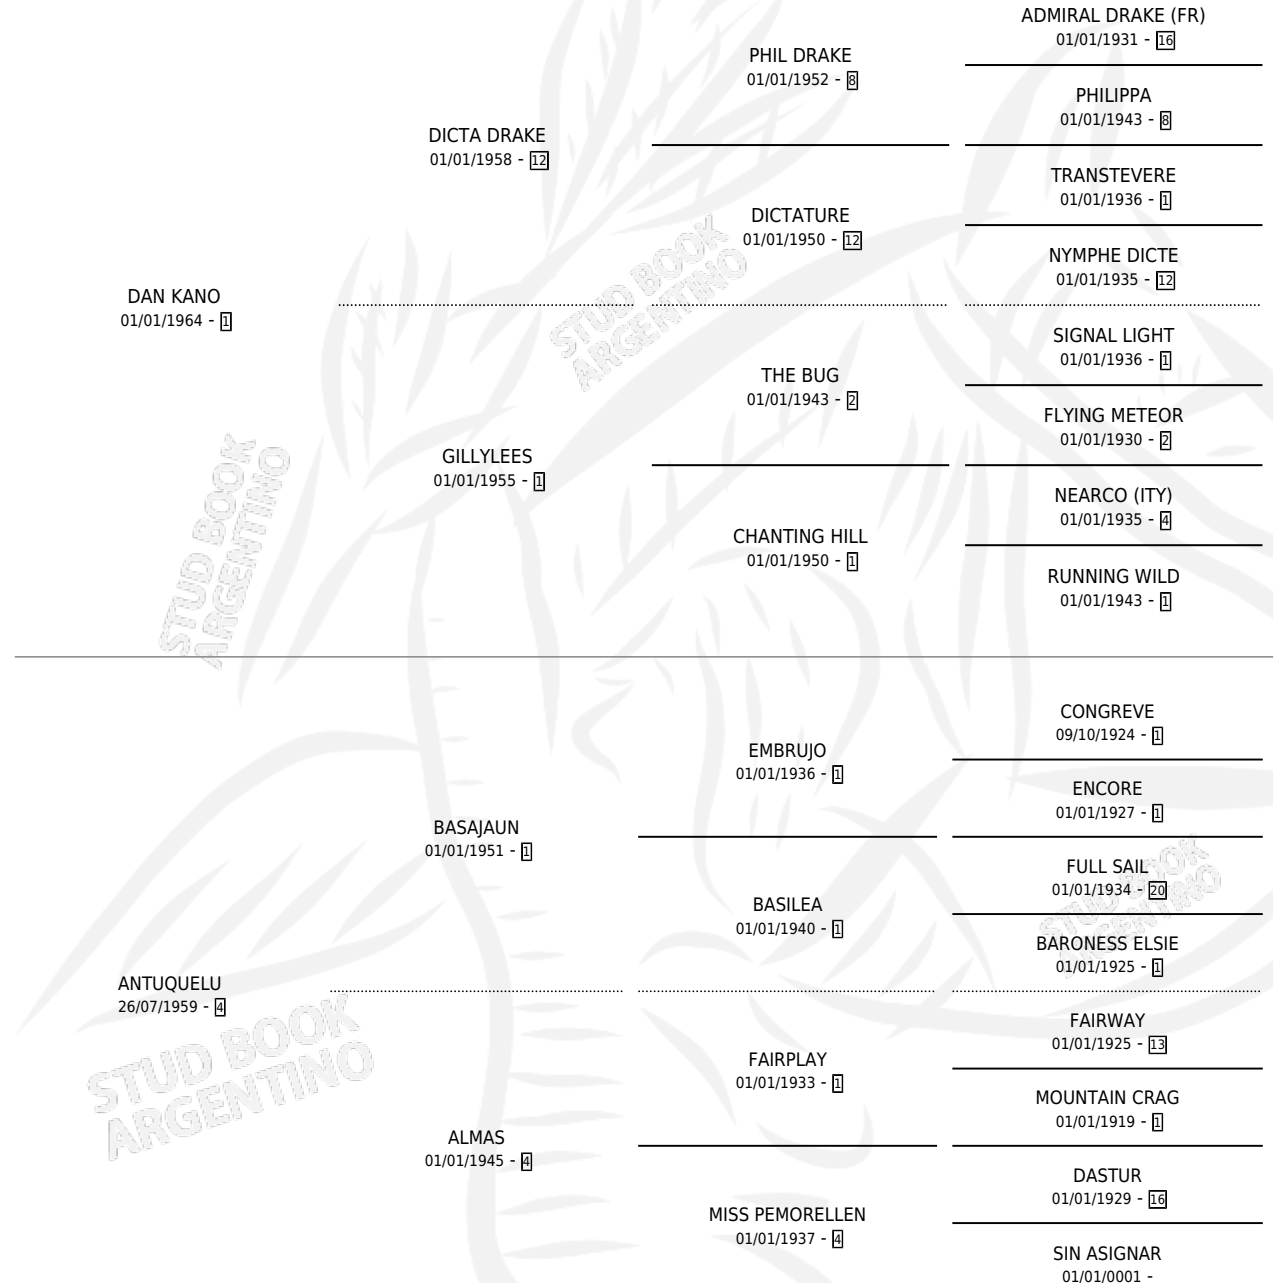 ADMIRAL DRAKE (FR)
01/01/1931 - 16
PHIL DRAKE
01/01/1952 - 8
PHILIPPA
01/01/1943 - 8
DICTA DRAKE
01/01/1958 - 12
TRANSTEVERE
01/01/1936 - 1
DICTATURE
01/01/1950 - 12
NYMPHE DICTE
01/01/1935 - 12
DAN KANO
01/01/1964 - 1
SIGNAL LIGHT
01/01/1936 - 1
THE BUG
01/01/1943 - 2
FLYING METEOR
01/01/1930 - 2
GILLYLEES
01/01/1955 - 1
NEARCO (ITY)
01/01/1935 - 4
CHANTING HILL
01/01/1950 - 1
RUNNING WILD
01/01/1943 - 1
STUD BOOK
ARGENTINO
STUD BOOK
ARGENTINO
CONGREVE
09/10/1924 - 1
EMBRUJO
01/01/1936 - 1
ENCORE
01/01/1927 - 1
BASAJAUN
01/01/1951 - 1
FULL SAIL
01/01/1934 - 20
BASILEA
01/01/1940 - 1
BARONESS ELSIE
01/01/1925 - 1
ANTUQUELU
26/07/1959 - 4
FAIRWAY
01/01/1925 - 13
FAIRPLAY
01/01/1933 - 1
MOUNTAIN CRAG
01/01/1919 - 1
ALMAS
01/01/1945 - 4
DASTUR
01/01/1929 - 16
MISS PEMORELLEN
01/01/1937 - 4
SIN ASIGNAR
01/01/0001 -
STUD BOOK
ARGENTINO
STUD BOOK
ARGENTINO